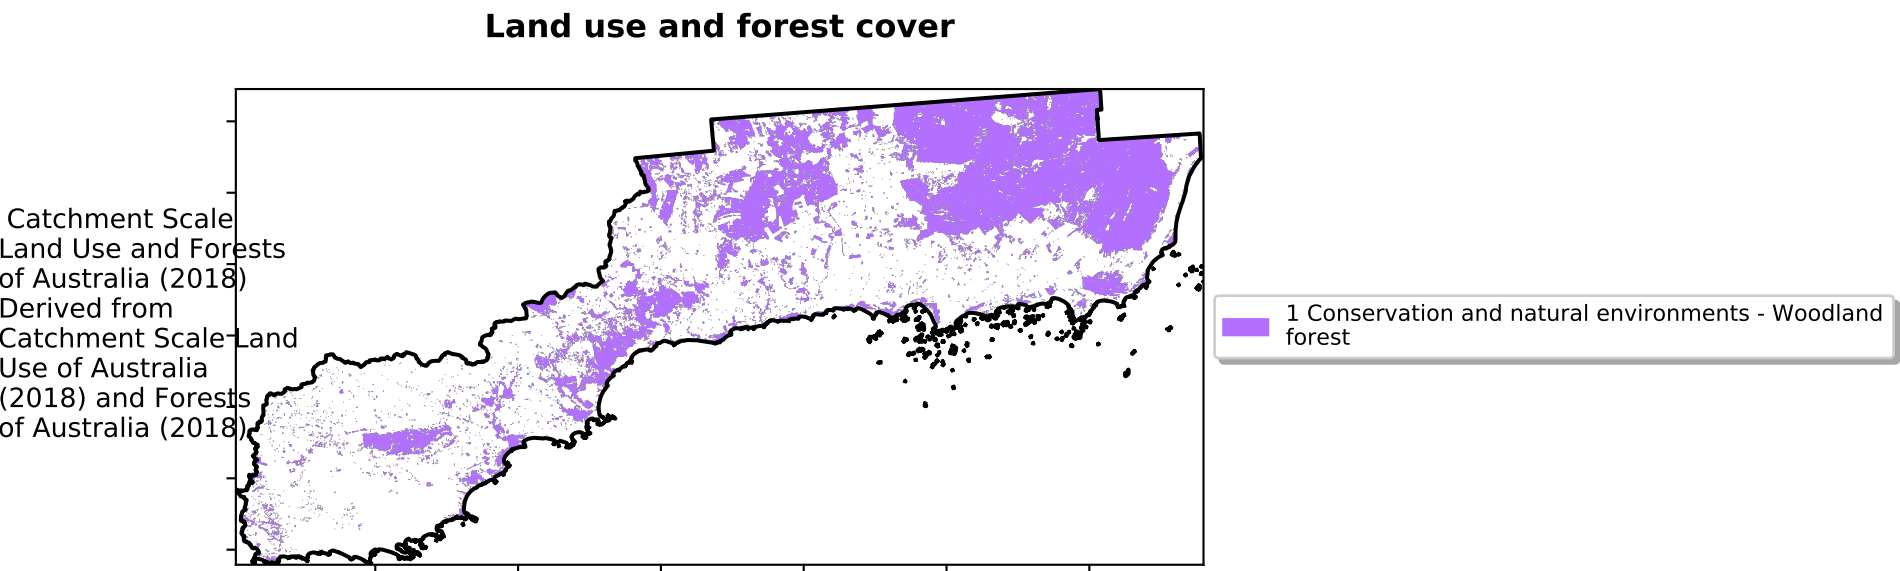 Land use and forest cover
Catchment Scale
Land Use and Forests
of Australia (2018)
Derived from
Catchment Scale Land
Use of Australia
(2018) and Forests
of Australia (2018)
1 Conservation and natural environments - Woodland
forest